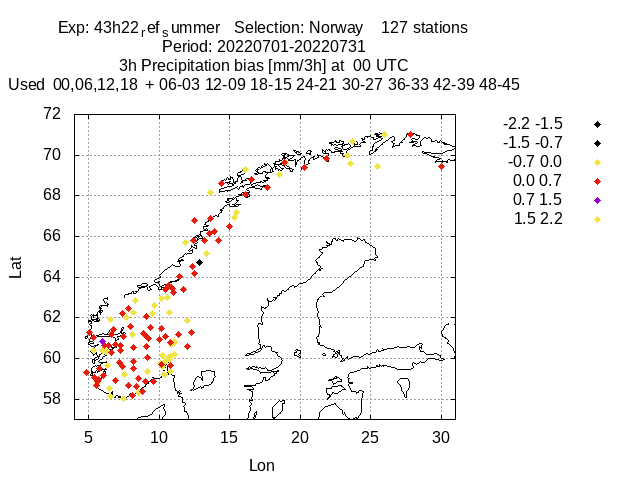 Exp: 43h22refsummer Selection: Norway 127 stations
Period: 20220701-20220731
3h Precipitation bias [mm/3h] at 00 UTC
Used 00,06,12,18 + 06-03 12-09 18-15 24-21 30-27 36-33 42-39 48-45
72
70
68
66
64
62
60
58
Lat
5 10 15 20 25 30
Lon
-2.2 -1.5
-1.5 -0.7
-0.7 0.0
0.0 0.7
0.7 1.5
1.5 2.2